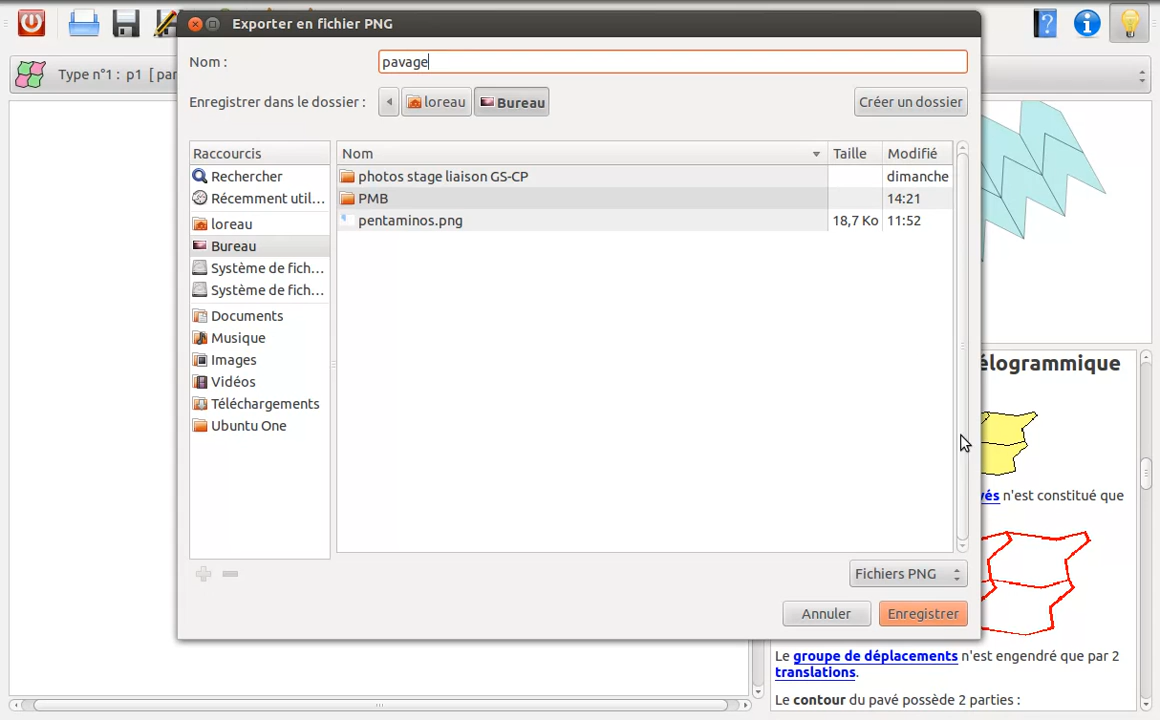 Exporter en fichier PNG
Nom :
pavage
Type n°1 : p1 [ par
Enregistrer dans le dossier :
loreau
Bureau
Créer un dossier
Raccourcis
Rechercher
Récemment util...
loreau
Bureau
Système de fich...
Système de fich...
Documents
Musique
Images
Vidéos
Téléchargements
Ubuntu One
Nom
Taille
Modifié
photos stage liaison GS-CP
dimanche
PMB
14:21
pentaminos.png
18,7 Ko
11:52
Fichiers PNG
Annuler
Enregistrer
élogrammique
vés n'est constitué que
Le groupe de déplacements n'est engendré que par 2
translations.
Le contour du pavé possède 2 parties :